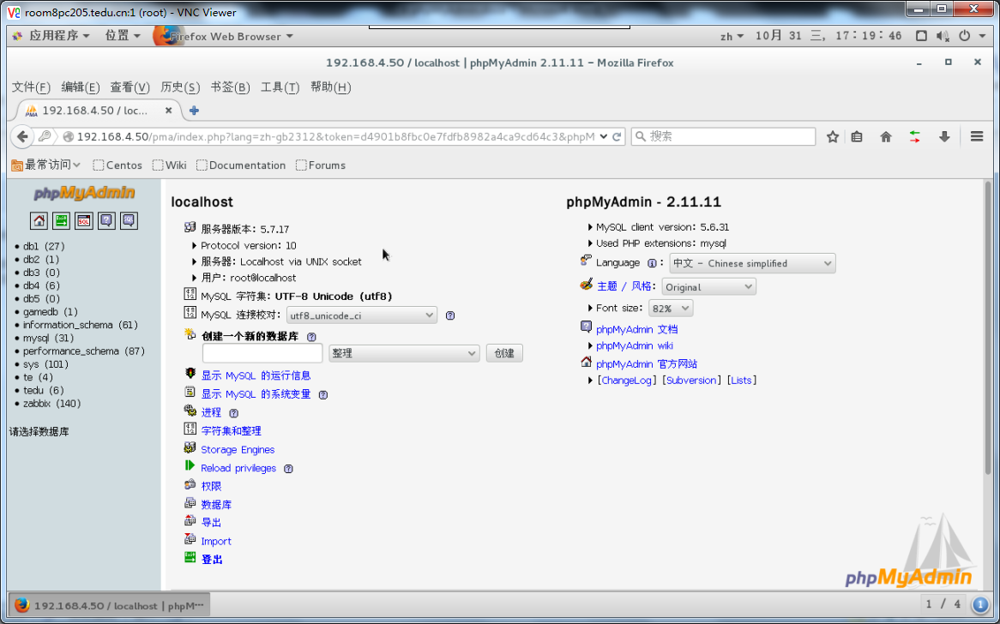 room8pc205.tedu.cn:1 (root) - VNC Viewer
应用程序 位置 Firefox Web Browser zh 10月 31 三, 17:19:46
192.168.4.50 / localhost | phpMyAdmin 2.11.11 - Mozilla Firefox
文件(F) 编辑(E) 查看(V) 历史(S) 书签(B) 工具(T) 帮助(H)
192.168.4.50 / loc...
192.168.4.50/pma/index.php?lang=zh-gb2312&token=d4901b8fbc0e7fdfb8982a4ca9cd64c3&phpM 搜索
最常访问 Centos Wiki Documentation Forums
phpMyAdmin
db1 (27)
db2 (1)
db3 (0)
db4 (6)
db5 (0)
gamedb (1)
information_schema (61)
mysql (31)
performance_schema (87)
sys (101)
te (4)
tedu (6)
zabbix (140)
请选择数据库
localhost
服务器版本: 5.7.17
Protocol version: 10
服务器: Localhost via UNIX socket
用户: root@localhost
MySQL 字符集: UTF-8 Unicode (utf8)
MySQL 连接校对: utf8_unicode_ci
创建一个新的数据库
整理 创建
显示 MySQL 的运行信息
显示 MySQL 的系统变量
进程
字符集和整理
Storage Engines
Reload privileges
权限
数据库
导出
Import
登出
phpMyAdmin - 2.11.11
MySQL client version: 5.6.31
Used PHP extensions: mysql
Language : 中文 - Chinese simplified
主题 / 风格: Original
Font size: 82%
phpMyAdmin 文档
phpMyAdmin wiki
phpMyAdmin 官方网站
[ChangeLog] [Subversion] [Lists]
phpMyAdmin
192.168.4.50 / localhost | phpM··· 1 / 4 1